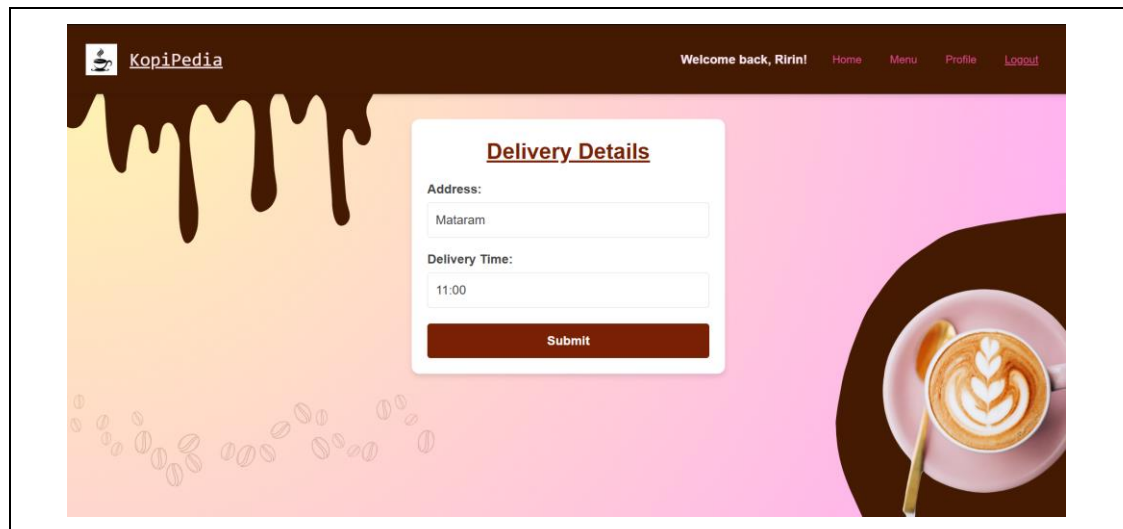 KopiPedia
Welcome back, Ririn! Home Menu Profile Logout
Delivery Details
Address:
Mataram
Delivery Time:
11:00
Submit